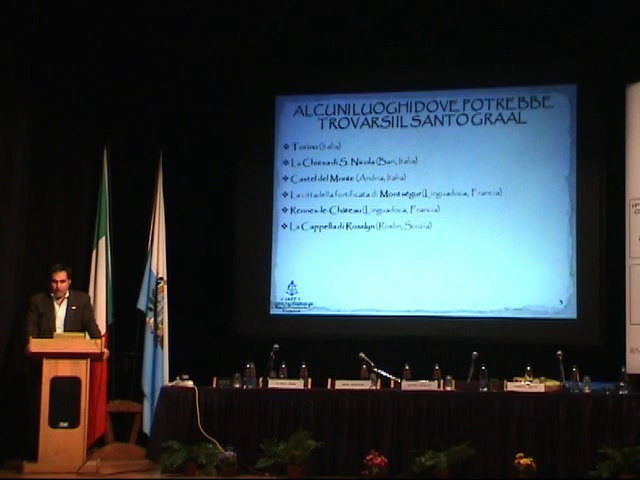 ALCUNI LUOGHI DOVE POTREBBE
TROVARSI IL SANTO GRAAL
Torino (Italia)
La Chiesa di S. Nicola (Bari, Italia)
Castel del Monte (Andria, Italia)
La cittadella fortificata di Montségur (Linguadoca, Francia)
Rennes-le-Château (Linguadoca, Francia)
La Cappella di Rosslyn (Roslin, Scozia)